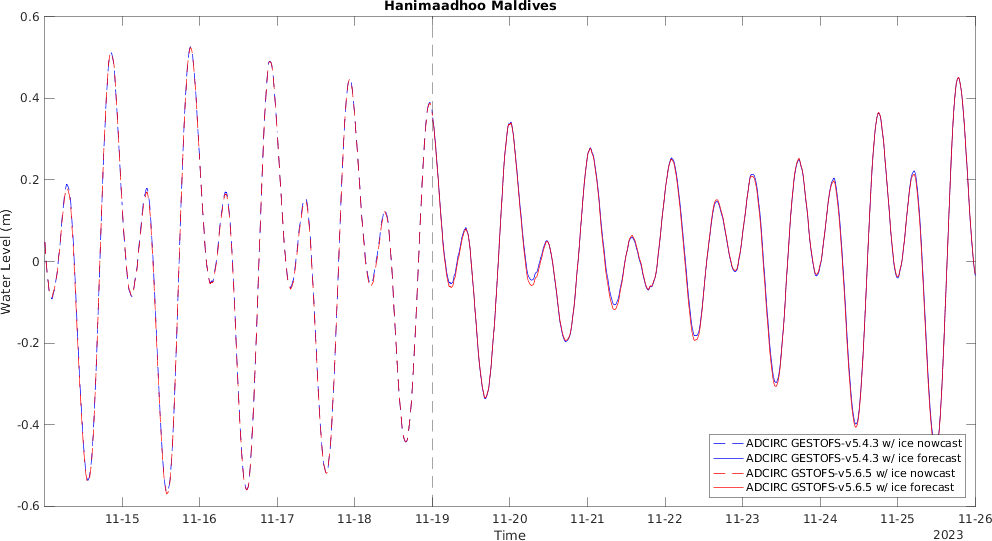 Hanimaadhoo Maldives
0.6
0.4
0.2
0
-0.2
-0.4
-0.6
Water Level (m)
ADCIRC GESTOFS-v5.4.3 w/ ice nowcast
ADCIRC GESTOFS-v5.4.3 w/ ice forecast
ADCIRC GSTOFS-v5.6.5 w/ ice nowcast
ADCIRC GSTOFS-v5.6.5 w/ ice forecast
11-15 11-16 11-17 11-18 11-19 11-20 11-21 11-22 11-23 11-24 11-25 11-26
Time
2023